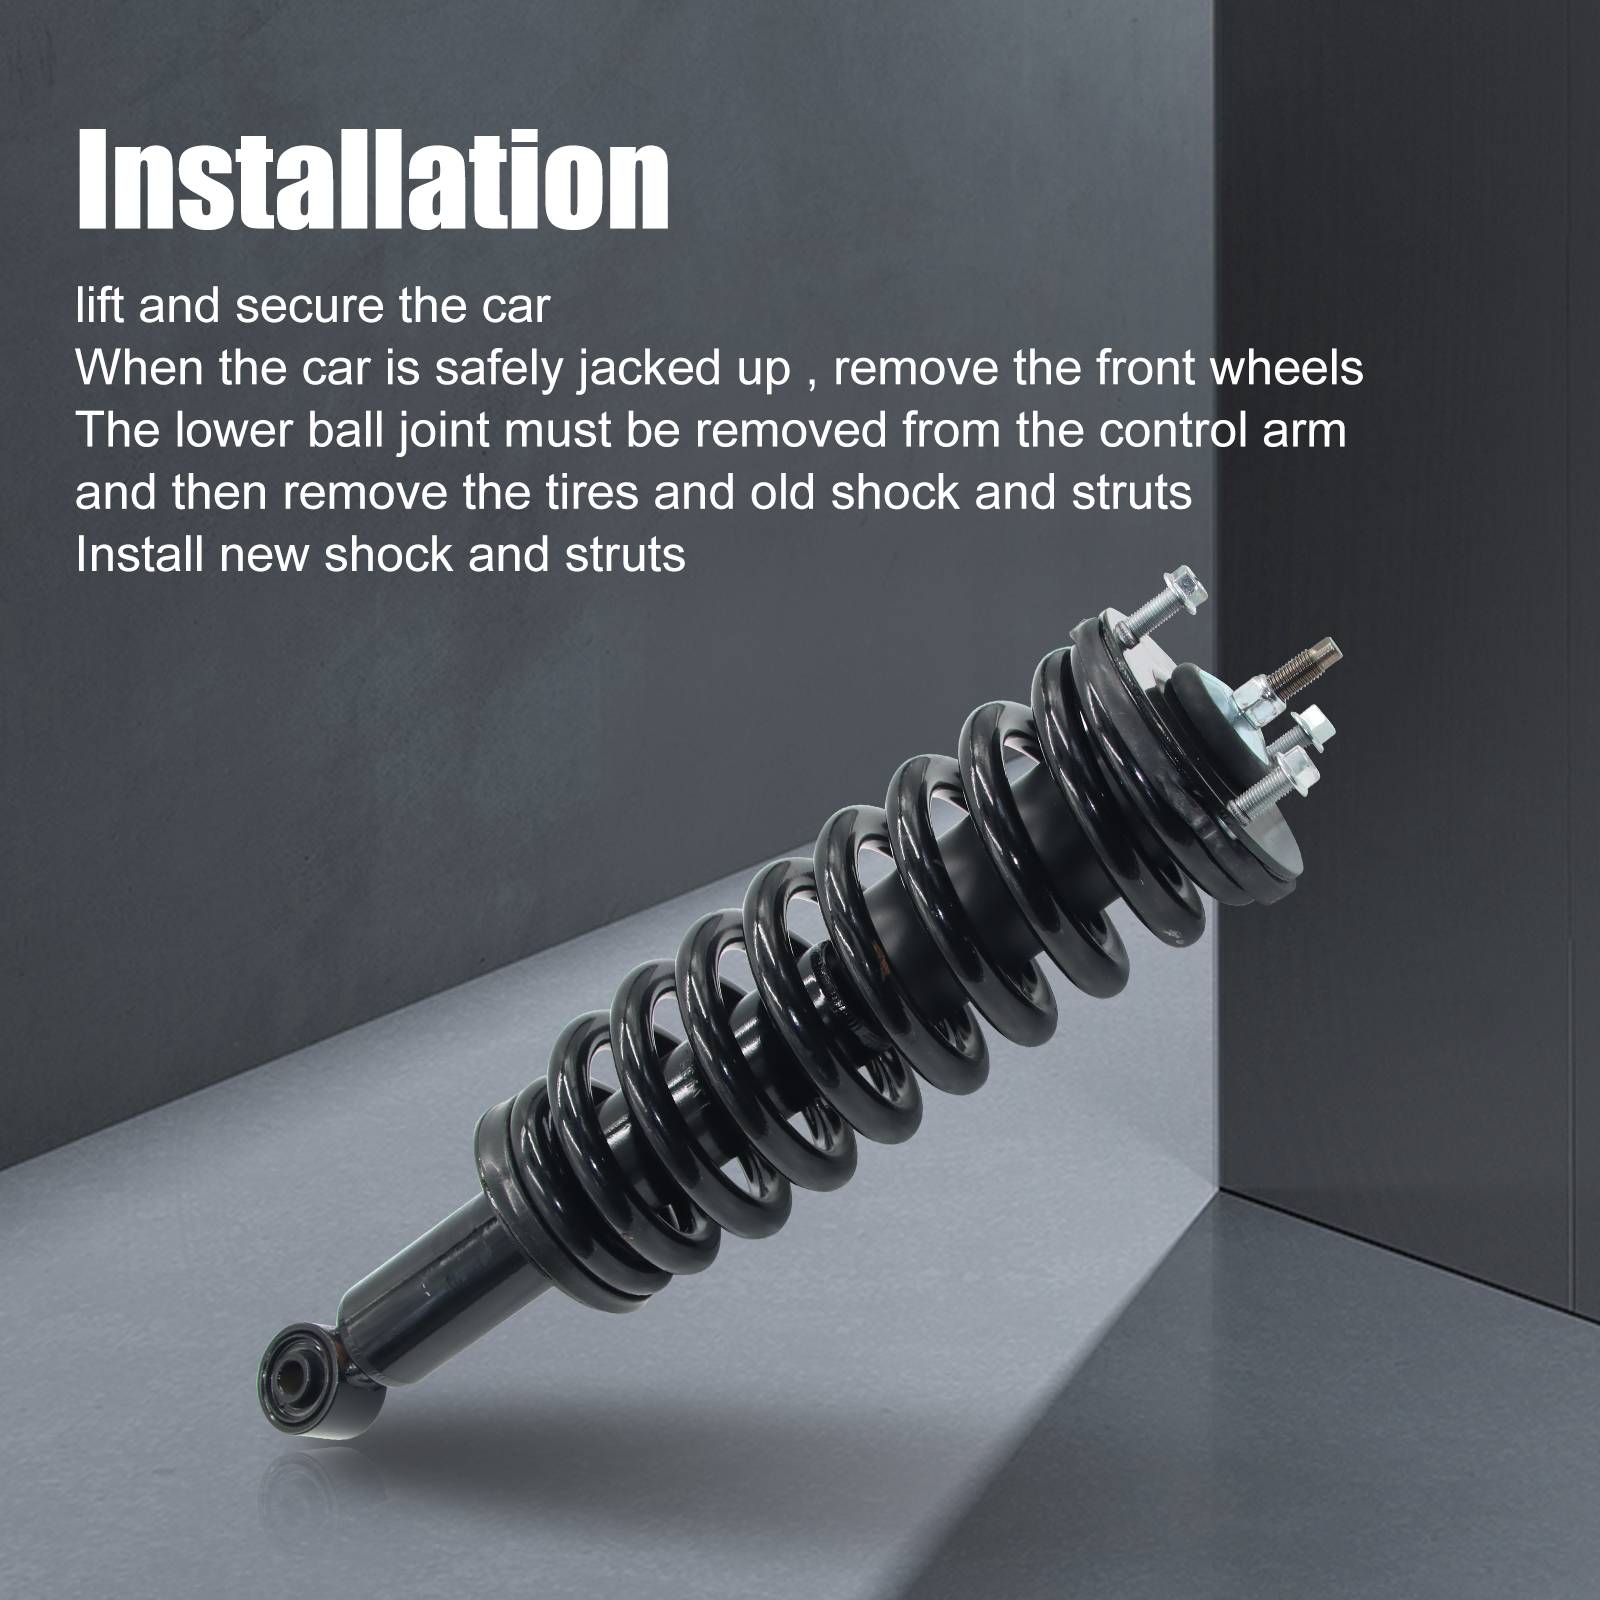 Installation
lift and secure the car
When the car is safely jacked up , remove the front wheels
The lower ball joint must be removed from the control arm
and then remove the tires and old shock and struts
Install new shock and struts